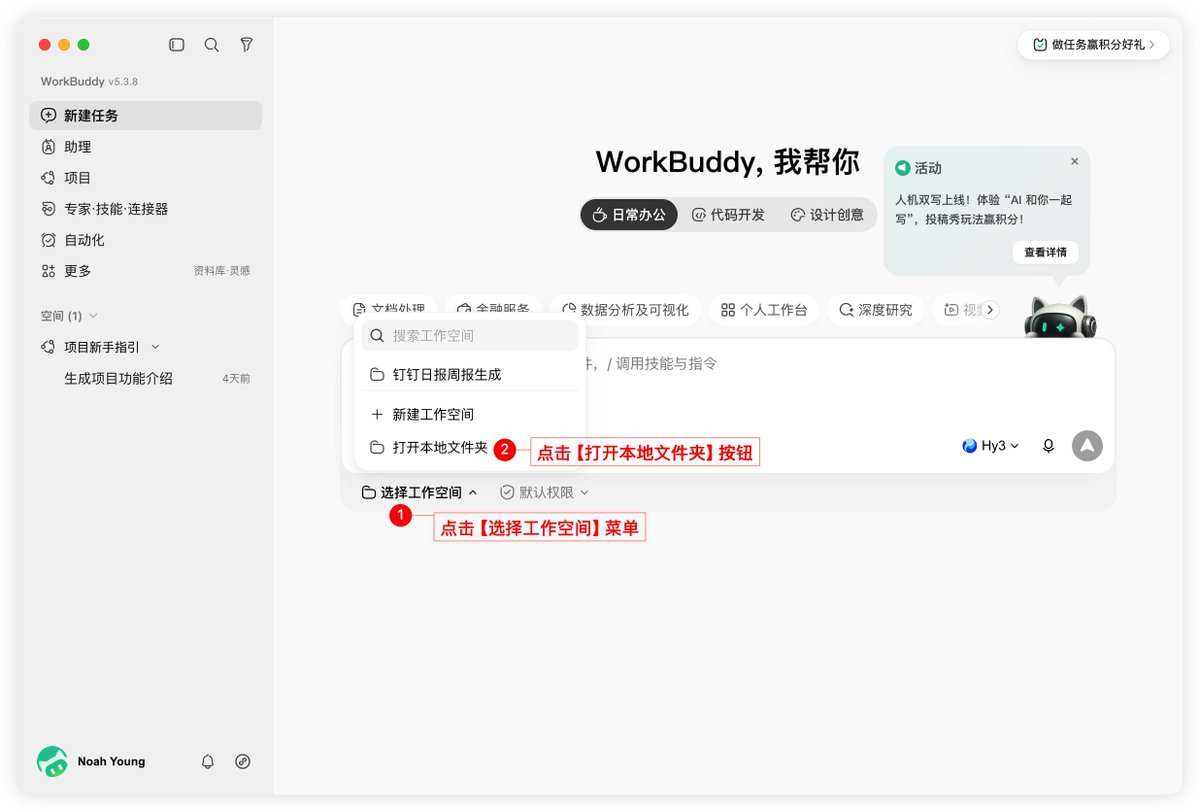 做任务赢积分好礼
WorkBuddy v5.3.8
新建任务
助理
项目
专家·技能·连接器
自动化
更多 资料库·灵感
空间 (1)
项目新手指引
生成项目功能介绍 4天前
Noah Young
WorkBuddy, 我帮你
日常办公 代码开发 设计创意
活动
人机双写上线！体验 “AI 和你一起
写”，投稿秀玩法赢积分！
查看详情
文档处理 金融服务 数据分析及可视化 个人工作台 深度研究
搜索工作空间
件，/ 调用技能与指令
钉钉日报周报生成
新建工作空间
打开本地文件夹
2 点击【打开本地文件夹】按钮
Hy3
选择工作空间 默认权限
1 点击【选择工作空间】菜单